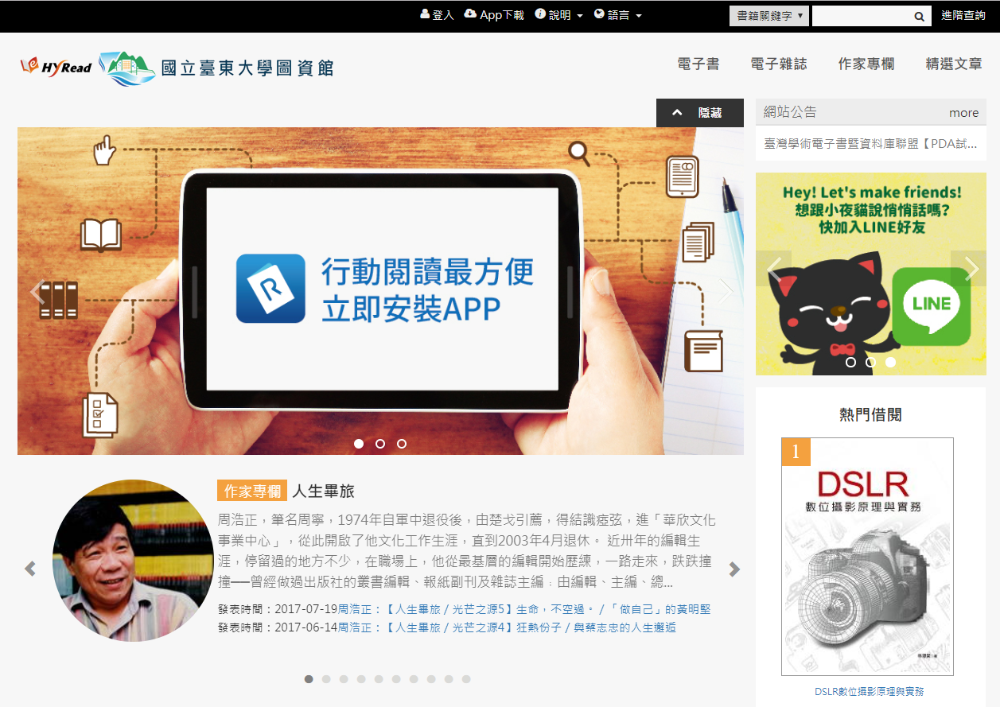 登入 App下載 說明 語言 書籍關鍵字 進階查詢
HyRead 國立臺東大學圖資館
電子書 電子雜誌 作家專欄 精選文章
隱藏
網站公告 more
臺灣學術電子書暨資料庫聯盟【PDA試...
行動閱讀最方便
立即安裝APP
Hey! Let's make friends!
想跟小夜貓說悄悄話嗎?
快加入LINE好友
LINE
作家專欄 人生畢旅
周浩正，筆名周寧，1974年自軍中退役後，由楚戈引薦，得結識瘂弦，進「華欣文化
事業中心」，從此開啟了他文化工作生涯，直到2003年4月退休。 近卅年的編輯生
涯，停留過的地方不少，在職場上，他從最基層的編輯開始歷練，一路走來，跌跌撞
撞──曾經做過出版社的叢書編輯、報紙副刊及雜誌主編﹔由編輯、主編、總...
發表時間：2017-07-19周浩正：【人生畢旅 / 光芒之源5】生命，不空過。/「做自己」的黃明堅
發表時間：2017-06-14周浩正：【人生畢旅 / 光芒之源4】狂熱份子 / 與蔡志忠的人生邂逅
熱門借閱
1
DSLR
數位攝影原理與實務
DSLR數位攝影原理與實務